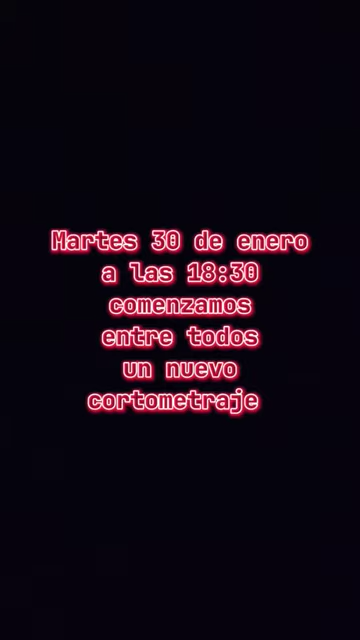 Martes 30 de enero
a las 18:30
comenzamos
entre todos
un nuevo
cortometraje